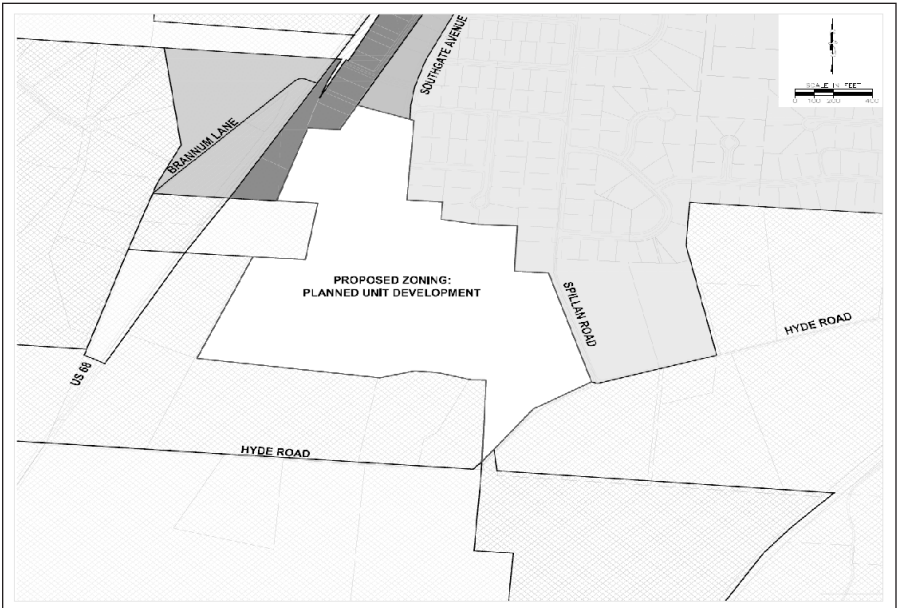 SOUTHGATE AVENUE
SCALE IN FEET
0 100 200 400
BRANNUM LANE
PROPOSED ZONING:
PLANNED UNIT DEVELOPMENT
SPILLAN ROAD
HYDE ROAD
US 68
HYDE ROAD